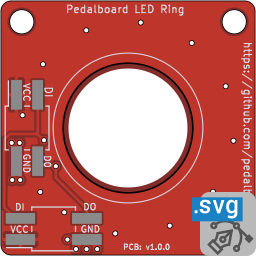 Pedalboard LED Ring
https://github.com/pedal
VCC DI
GND DO
DI DO
VCC GND
PCB: v1.0.0
.svg